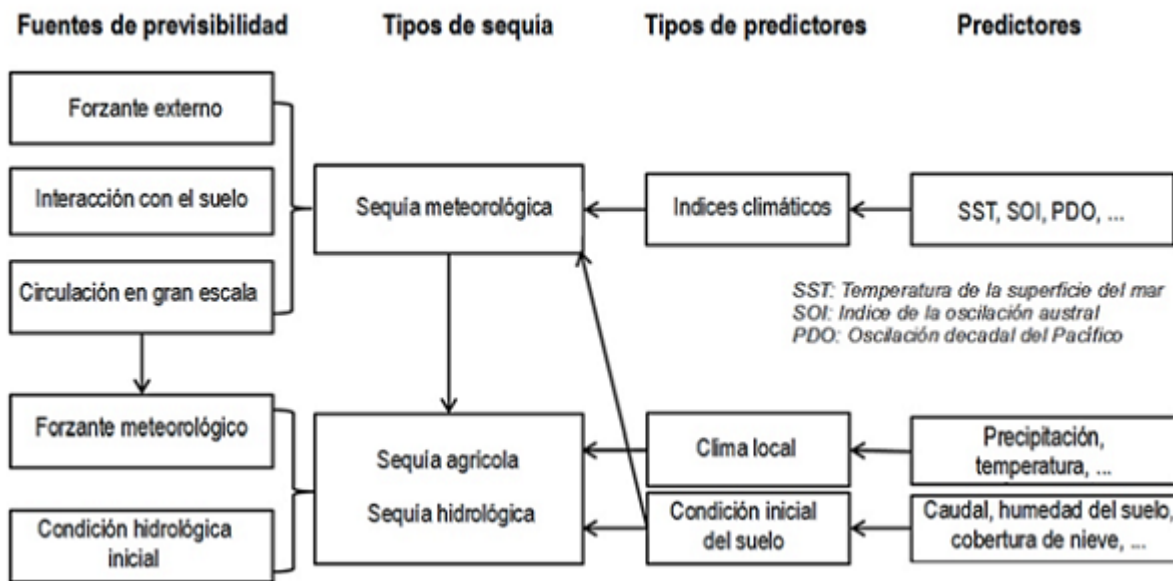 Fuentes de previsibilidad
Tipos de sequía
Tipos de predictores
Predictores
Forzante externo
Interacción con el suelo
Circulación en gran escala
Sequía meteorológica
Indices climáticos
SST, SOI, PDO, ...
SST: Temperatura de la superficie del mar
SOI: Indice de la oscilación austral
PDO: Oscilación decadal del Pacífico
Forzante meteorológico
Condición hidrológica
inicial
Sequía agrícola
Sequía hidrológica
Clima local
Precipitación,
temperatura, ...
Condición inicial
del suelo
Caudal, humedad del suelo,
cobertura de nieve, ...